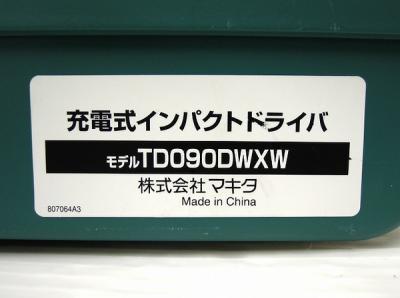 充電式インパクトドライバ
モデルTD090DWXW
株式会社マキタ
Made in China
807064A3